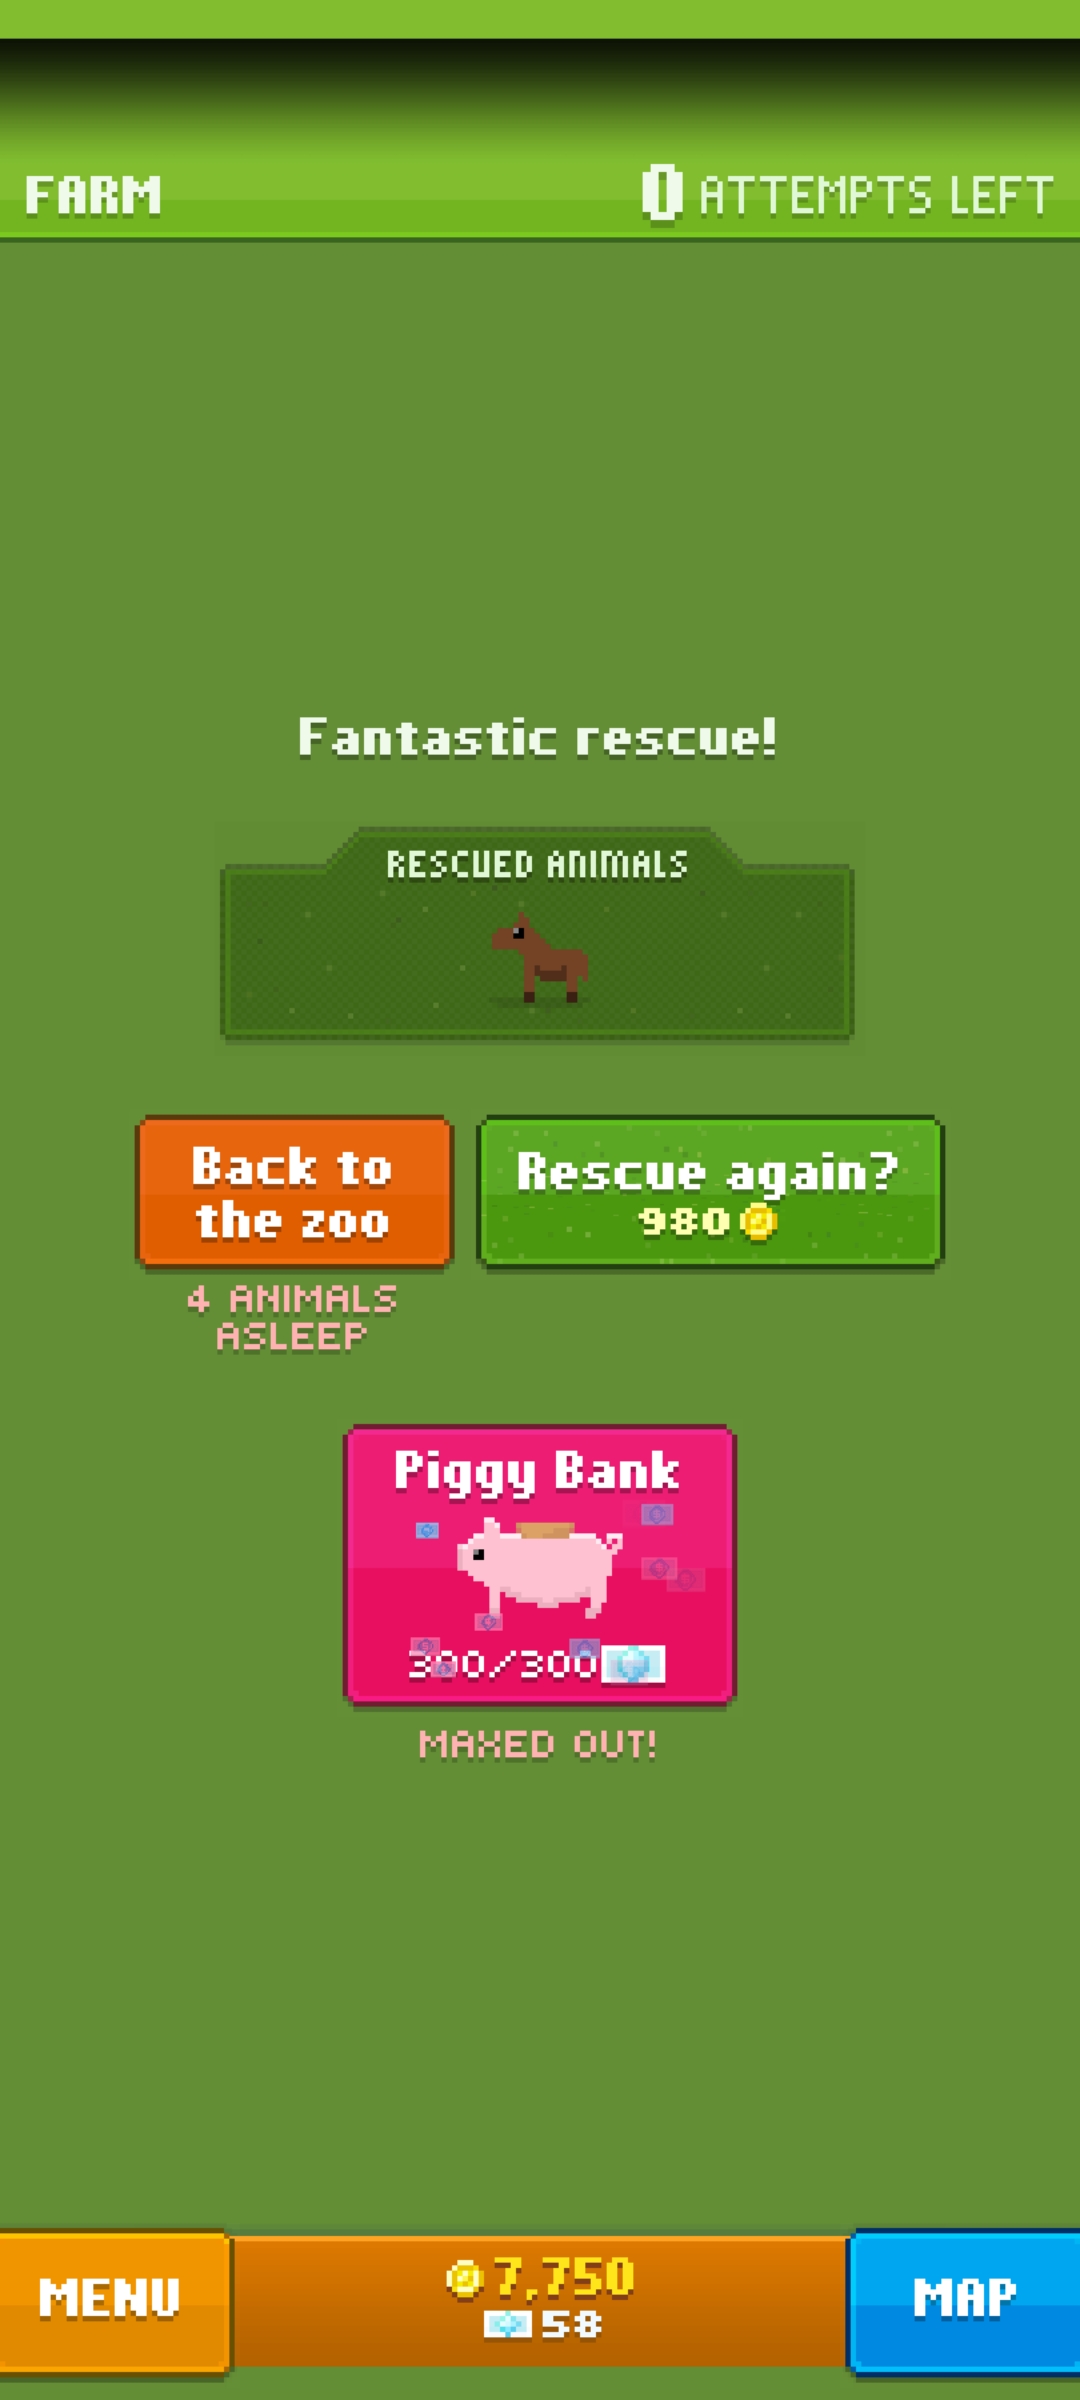 FARM
0 ATTEMPTS LEFT
Fantastic rescue!
RESCUED ANIMALS
Back to
the zoo
Rescue again?
980
4 ANIMALS
ASLEEP
Piggy Bank
300/300
MAXED OUT!
MENU
7,750
58
MAP